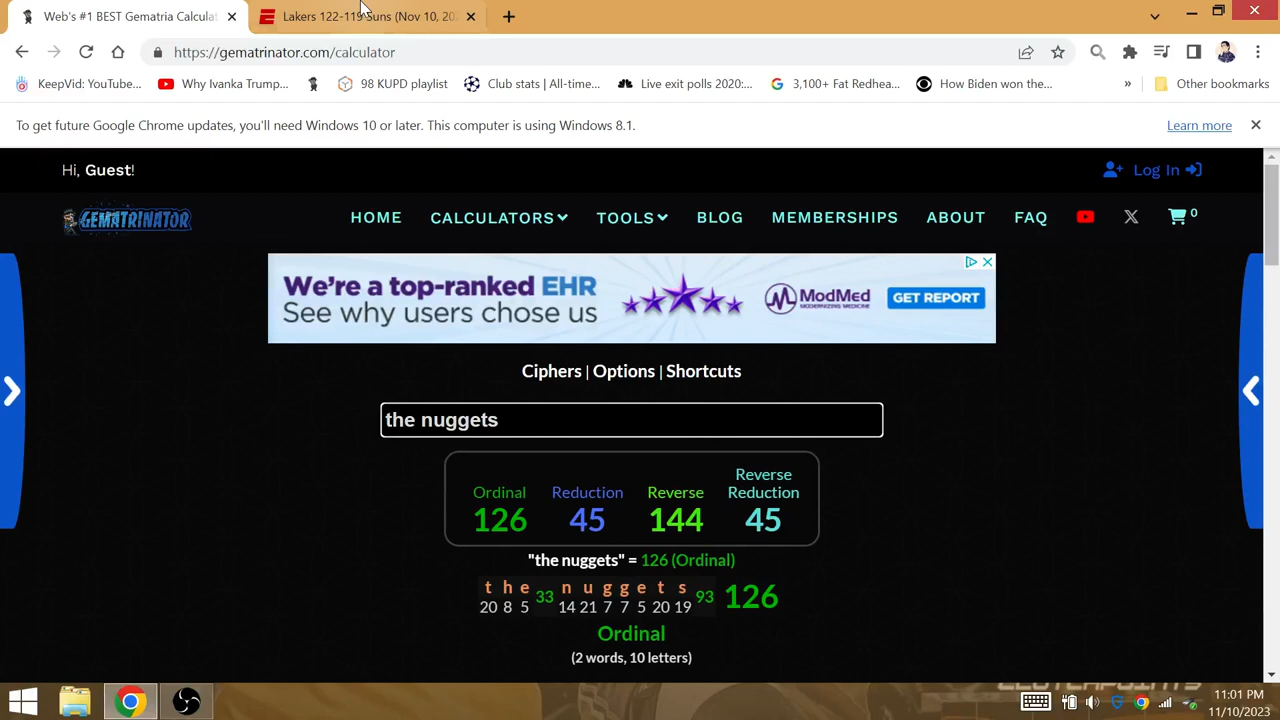 Web's #1 BEST Gematria Calculat
Lakers 122-119 Suns (Nov 10, 202
https://gematrinator.com/calculator
KeepVid: YouTube...
Why Ivanka Trump...
98 KUPD playlist
Club stats | All-time...
Live exit polls 2020:...
3,100+ Fat Redhea...
How Biden won the...
»
Other bookmarks
To get future Google Chrome updates, you'll need Windows 10 or later. This computer is using Windows 8.1.
Learn more
Hi, Guest!
Log In
GEMATRINATOR
HOME
CALCULATORS
TOOLS
BLOG
MEMBERSHIPS
ABOUT
FAQ
0
We're a top-ranked EHR
See why users chose us
ModMed
MODERNIZING MEDICINE
GET REPORT
Ciphers | Options | Shortcuts
the nuggets
Ordinal Reduction Reverse Reverse Reduction
126 45 144 45
"the nuggets" = 126 (Ordinal)
t h e 33 n u g g e t s 93 126
20 8 5 14 21 7 7 5 20 19
Ordinal
(2 words, 10 letters)
11:01 PM
11/10/2023